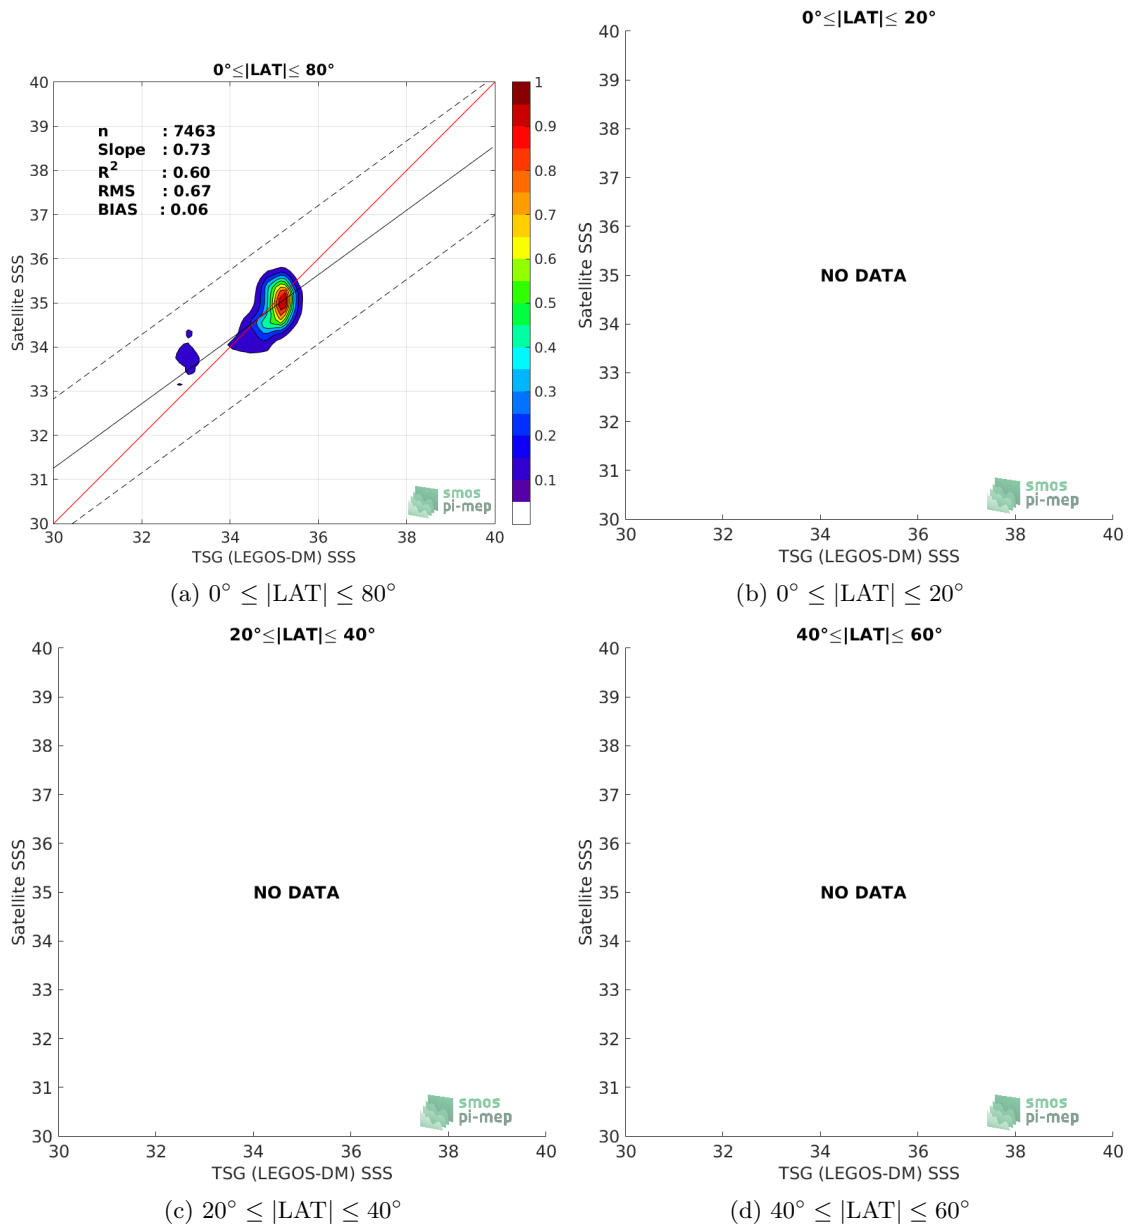 0°≤|LAT|≤ 80°
40
39
38
37
36
35
34
33
32
31
30
Satellite SSS
n : 7463
Slope : 0.73
R² : 0.60
RMS : 0.67
BIAS : 0.06
1
0.9
0.8
0.7
0.6
0.5
0.4
0.3
0.2
0.1
smos
pi-mep
30 32 34 36 38 40
TSG (LEGOS-DM) SSS
(a) 0° ≤ |LAT| ≤ 80°
0°≤|LAT|≤ 20°
40
39
38
37
36
35
34
33
32
31
30
Satellite SSS
NO DATA
smos
pi-mep
30 32 34 36 38 40
TSG (LEGOS-DM) SSS
(b) 0° ≤ |LAT| ≤ 20°
20°≤|LAT|≤ 40°
40
39
38
37
36
35
34
33
32
31
30
Satellite SSS
NO DATA
smos
pi-mep
30 32 34 36 38 40
TSG (LEGOS-DM) SSS
(c) 20° ≤ |LAT| ≤ 40°
40°≤|LAT|≤ 60°
40
39
38
37
36
35
34
33
32
31
30
Satellite SSS
NO DATA
smos
pi-mep
30 32 34 36 38 40
TSG (LEGOS-DM) SSS
(d) 40° ≤ |LAT| ≤ 60°